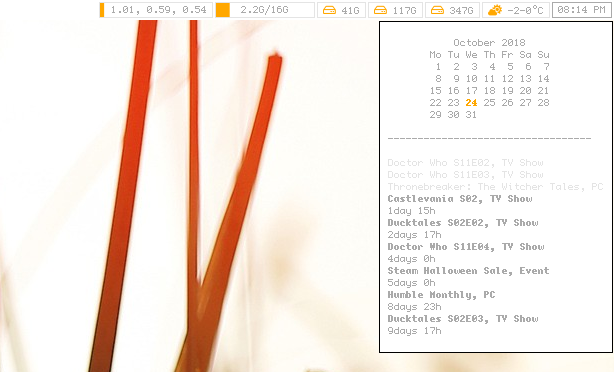 1.01, 0.59, 0.54 2.2G/16G 41G 117G 347G -2-0°C 08:14 PM
October 2018
Mo Tu We Th Fr Sa Su
1 2 3 4 5 6 7
8 9 10 11 12 13 14
15 16 17 18 19 20 21
22 23 24 25 26 27 28
29 30 31
----------------------------------
Doctor Who S11E02, TV Show
Doctor Who S11E03, TV Show
Thronebreaker: The Witcher Tales, PC
Castlevania S02, TV Show
1day 15h
Ducktales S02E02, TV Show
2days 17h
Doctor Who S11E04, TV Show
4days 0h
Steam Halloween Sale, Event
5days 0h
Humble Monthly, PC
8days 23h
Ducktales S02E03, TV Show
9days 17h